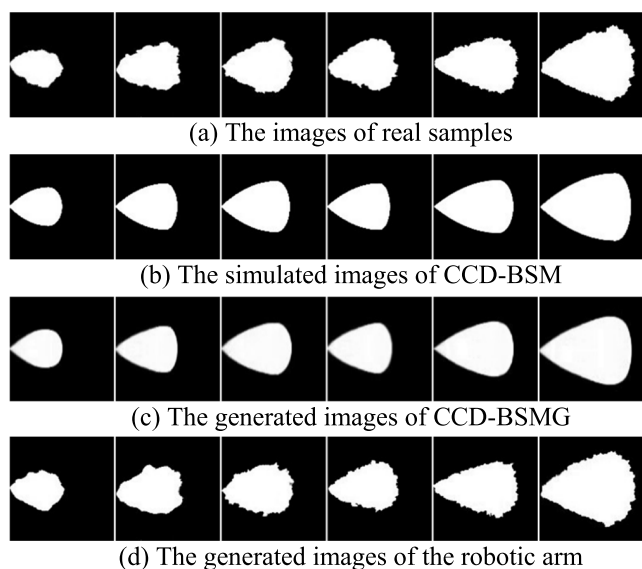 (a) The images of real samples
(b) The simulated images of CCD-BSM
(c) The generated images of CCD-BSMG
(d) The generated images of the robotic arm